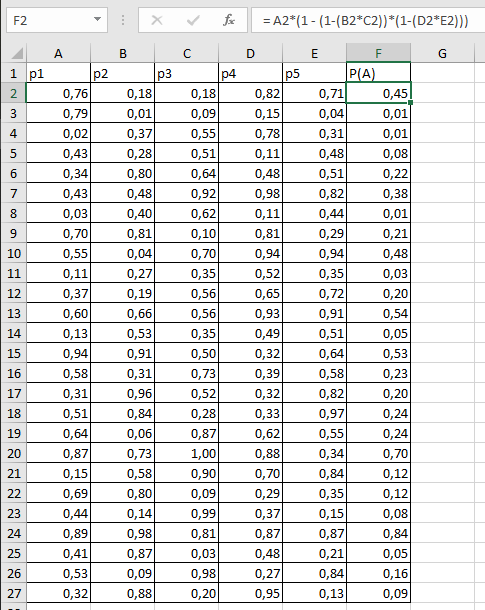 F2 fx = A2*(1 - (1-(B2*C2))*(1-(D2*E2)))
A B C D E F G
1 p1 p2 p3 p4 p5 P(A)
2 0,76 0,18 0,18 0,82 0,71 0,45
3 0,79 0,01 0,09 0,15 0,04 0,01
4 0,02 0,37 0,55 0,78 0,31 0,01
5 0,43 0,28 0,51 0,11 0,48 0,08
6 0,34 0,80 0,64 0,48 0,51 0,22
7 0,43 0,48 0,92 0,98 0,82 0,38
8 0,03 0,40 0,62 0,11 0,44 0,01
9 0,70 0,81 0,10 0,81 0,29 0,21
10 0,55 0,04 0,70 0,94 0,94 0,48
11 0,11 0,27 0,35 0,52 0,35 0,03
12 0,37 0,19 0,56 0,65 0,72 0,20
13 0,60 0,66 0,56 0,93 0,91 0,54
14 0,13 0,53 0,35 0,49 0,51 0,05
15 0,94 0,91 0,50 0,32 0,64 0,53
16 0,58 0,31 0,73 0,39 0,58 0,23
17 0,31 0,96 0,52 0,32 0,82 0,20
18 0,51 0,84 0,28 0,33 0,97 0,24
19 0,64 0,06 0,87 0,62 0,55 0,24
20 0,87 0,73 1,00 0,88 0,34 0,70
21 0,15 0,58 0,90 0,70 0,84 0,12
22 0,69 0,80 0,09 0,29 0,35 0,12
23 0,44 0,14 0,99 0,37 0,15 0,08
24 0,89 0,98 0,81 0,87 0,87 0,84
25 0,41 0,87 0,03 0,48 0,21 0,05
26 0,53 0,09 0,98 0,27 0,84 0,16
27 0,32 0,88 0,20 0,95 0,13 0,09